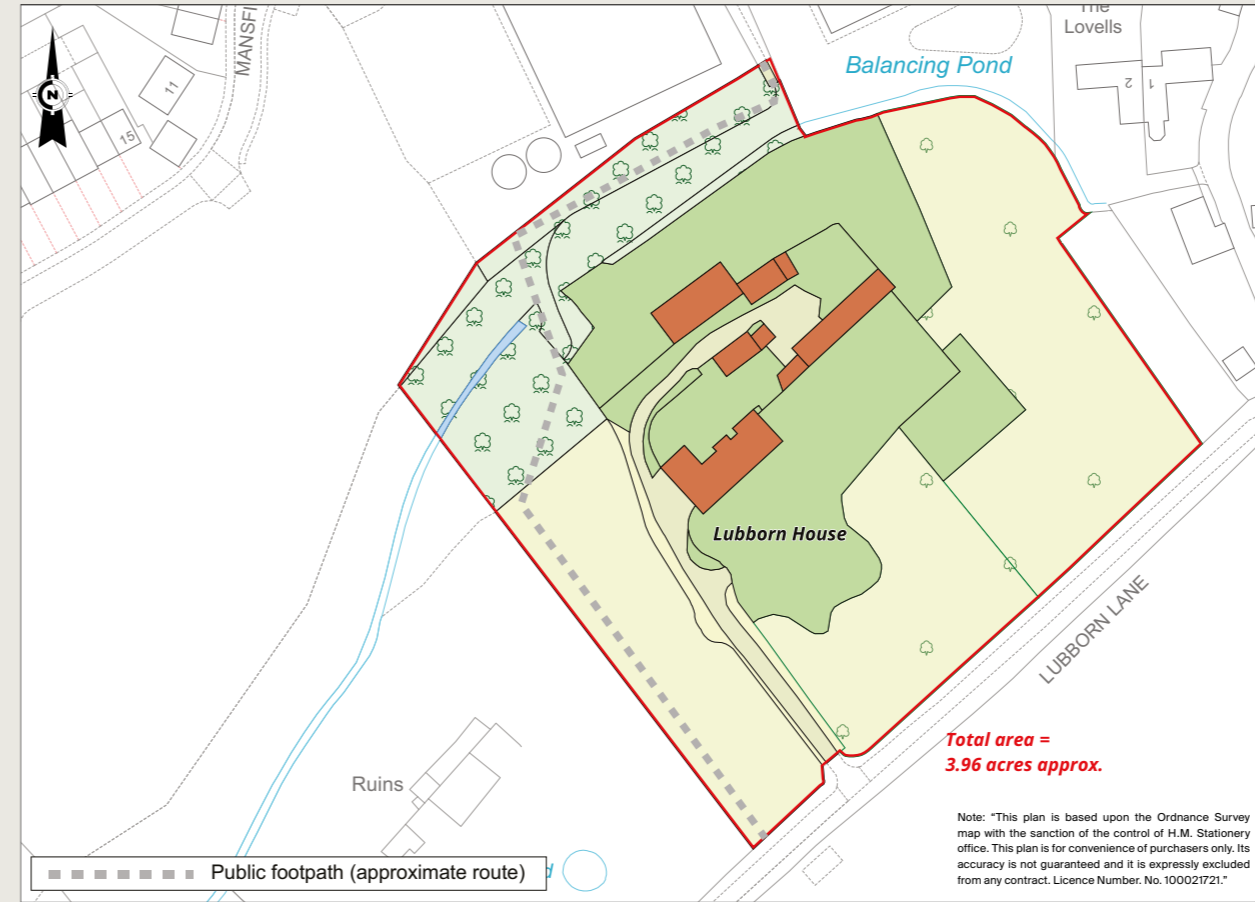 The
Lovells
MANSFI
Balancing Pond
N
11
15
2
1
Lubborn House
LUBBORN LANE
Total area =
3.96 acres approx.
Ruins
Note: “This plan is based upon the Ordnance Survey
map with the sanction of the control of H.M. Stationery
office. This plan is for convenience of purchasers only. Its
accuracy is not guaranteed and it is expressly excluded
from any contract. Licence Number. No. 100021721.”
Public footpath (approximate route)
d